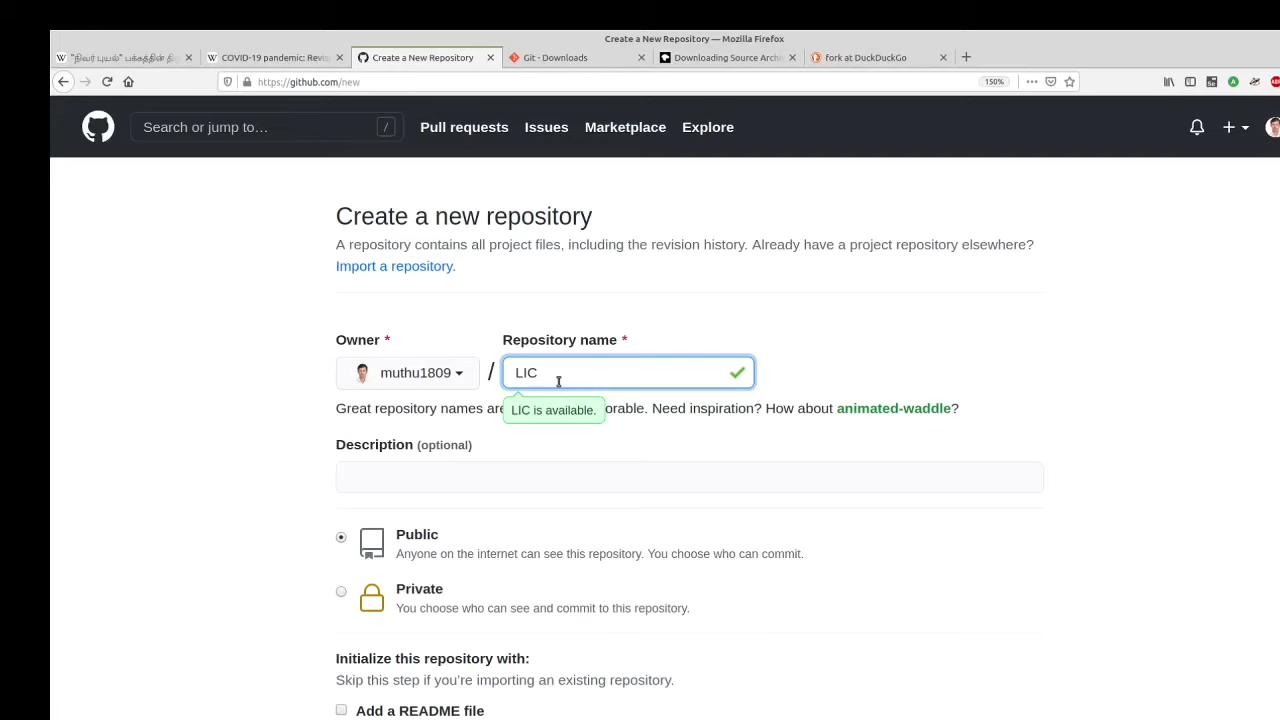 Create a New Repository — Mozilla Firefox
"நிவர் புயல்" பக்கத்தின் தி
COVID-19 pandemic: Revis
Create a New Repository
Git - Downloads
Downloading Source Archi
fork at DuckDuckGo
https://github.com/new
150%
Search or jump to…
/
Pull requests
Issues
Marketplace
Explore
Create a new repository
A repository contains all project files, including the revision history. Already have a project repository elsewhere?
Import a repository.
Owner *
Repository name *
muthu1809
/
LIC
Great repository names are
LIC is available.
orable. Need inspiration? How about animated-waddle?
Description (optional)
Public
Anyone on the internet can see this repository. You choose who can commit.
Private
You choose who can see and commit to this repository.
Initialize this repository with:
Skip this step if you're importing an existing repository.
Add a README file